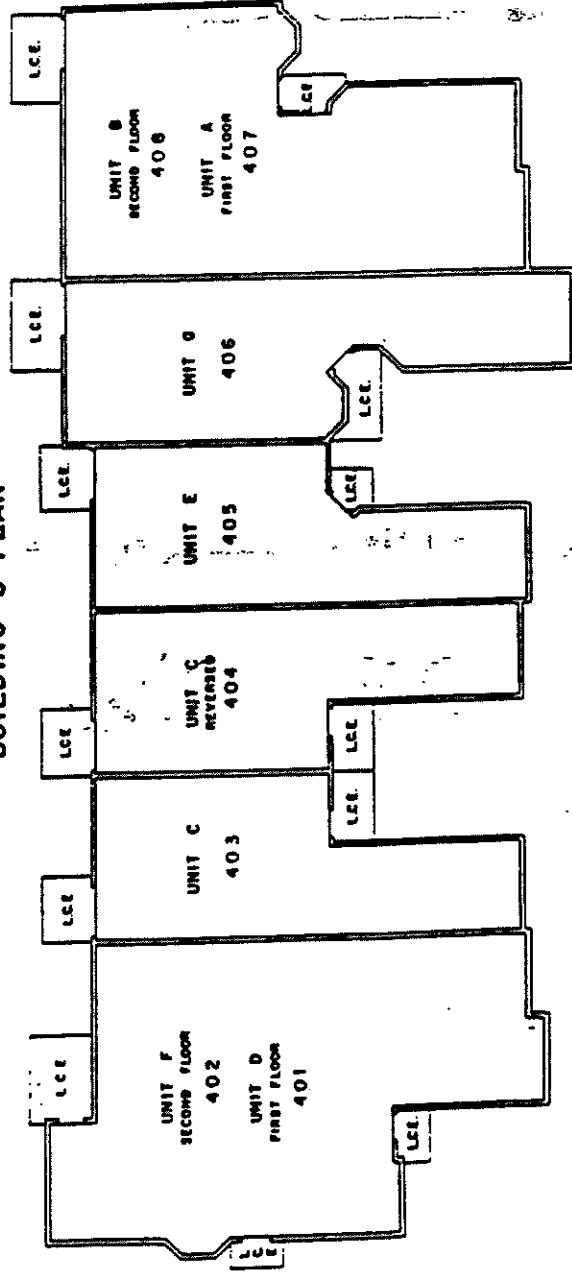 BUILDING PLAN
L C E
L.C.E
L.C.E
L.C.E.
L.C.E.
L.C.E.
UNIT F
SECOND FLOOR
402
UNIT D
FIRST FLOOR
401
UNIT C
403
UNIT C
REVERSED
404
UNIT E
405
UNIT G
406
UNIT B
SECOND FLOOR
408
UNIT A
FIRST FLOOR
407
L C E
L.C.E.
L.C.E.
L.C.E
L.C.E.
L.C.E.
L.C.E